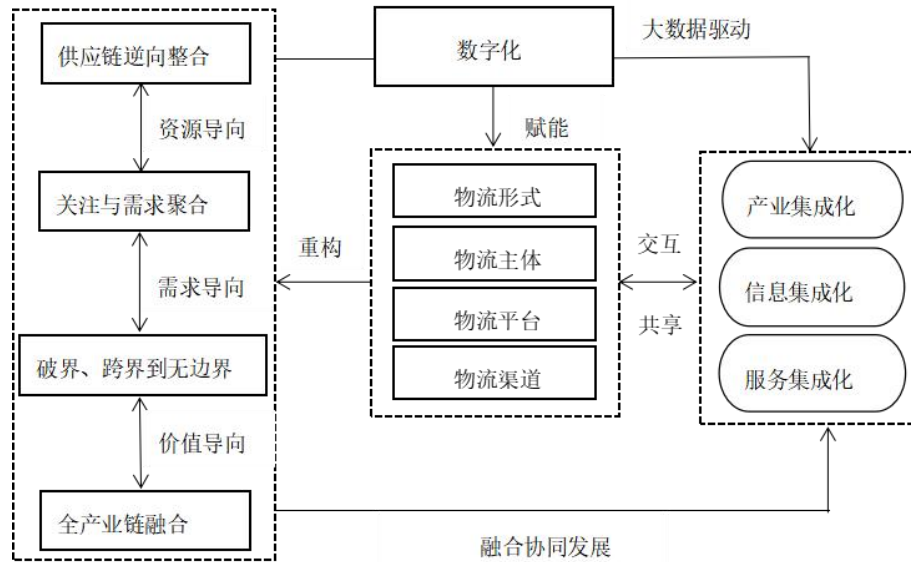 供应链逆向整合
资源导向
关注与需求聚合
需求导向
破界、跨界到无边界
价值导向
全产业链融合
数字化
大数据驱动
赋能
重构
物流形式
物流主体
物流平台
物流渠道
交互
共享
产业集成化
信息集成化
服务集成化
融合协同发展